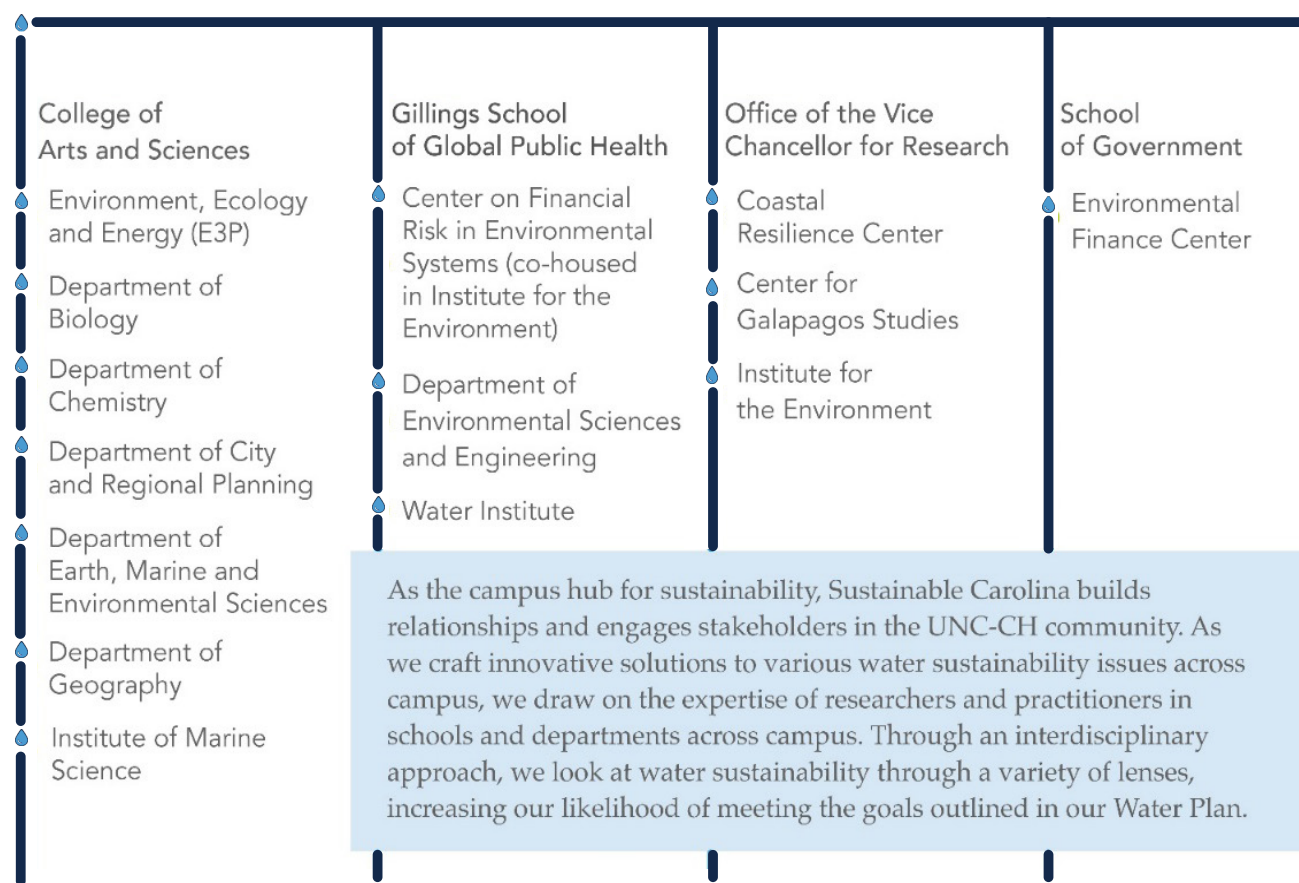 College of
Arts and Sciences
Environment, Ecology
and Energy (E3P)
Department of
Biology
Department of
Chemistry
Department of City
and Regional Planning
Department of
Earth, Marine and
Environmental Sciences
Department of
Geography
Institute of Marine
Science
Gillings School
of Global Public Health
Center on Financial
Risk in Environmental
Systems (co-housed
in Institute for the
Environment)
Department of
Environmental Sciences
and Engineering
Water Institute
Office of the Vice
Chancellor for Research
Coastal
Resilience Center
Center for
Galapagos Studies
Institute for
the Environment
School
of Government
Environmental
Finance Center
As the campus hub for sustainability, Sustainable Carolina builds
relationships and engages stakeholders in the UNC-CH community. As
we craft innovative solutions to various water sustainability issues across
campus, we draw on the expertise of researchers and practitioners in
schools and departments across campus. Through an interdisciplinary
approach, we look at water sustainability through a variety of lenses,
increasing our likelihood of meeting the goals outlined in our Water Plan.